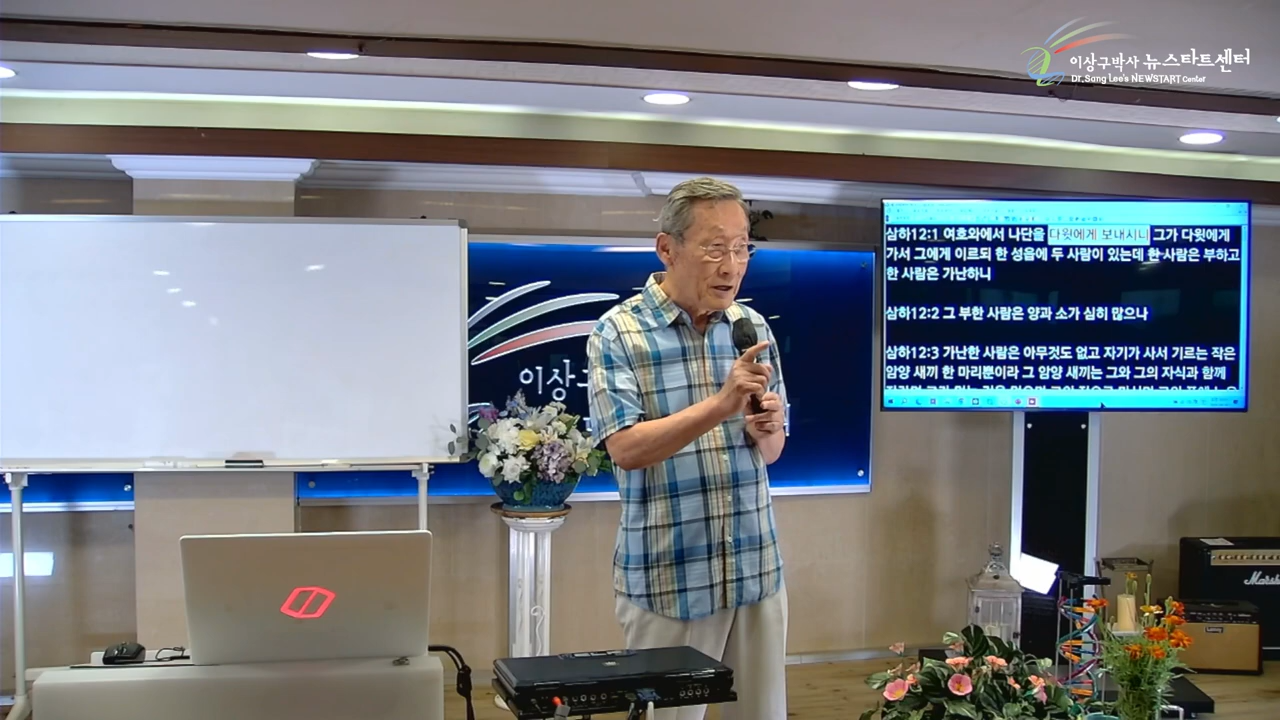 이상구박사 뉴스타트센터
Dr. Sang Lee's NEWSTART Center
삼하12:1 여호와께서 나단을 다윗에게 보내시니 그가 다윗에게
가서 그에게 이르되 한 성읍에 두 사람이 있는데 한 사람은 부하고
한 사람은 가난하니
삼하12:2 그 부한 사람은 양과 소가 심히 많으나
삼하12:3 가난한 사람은 아무것도 없고 자기가 사서 기르는 작은
암양 새끼 한 마리뿐이라 그 암양 새끼는 그와 그의 자식과 함께
이상구
Marsh
Laney